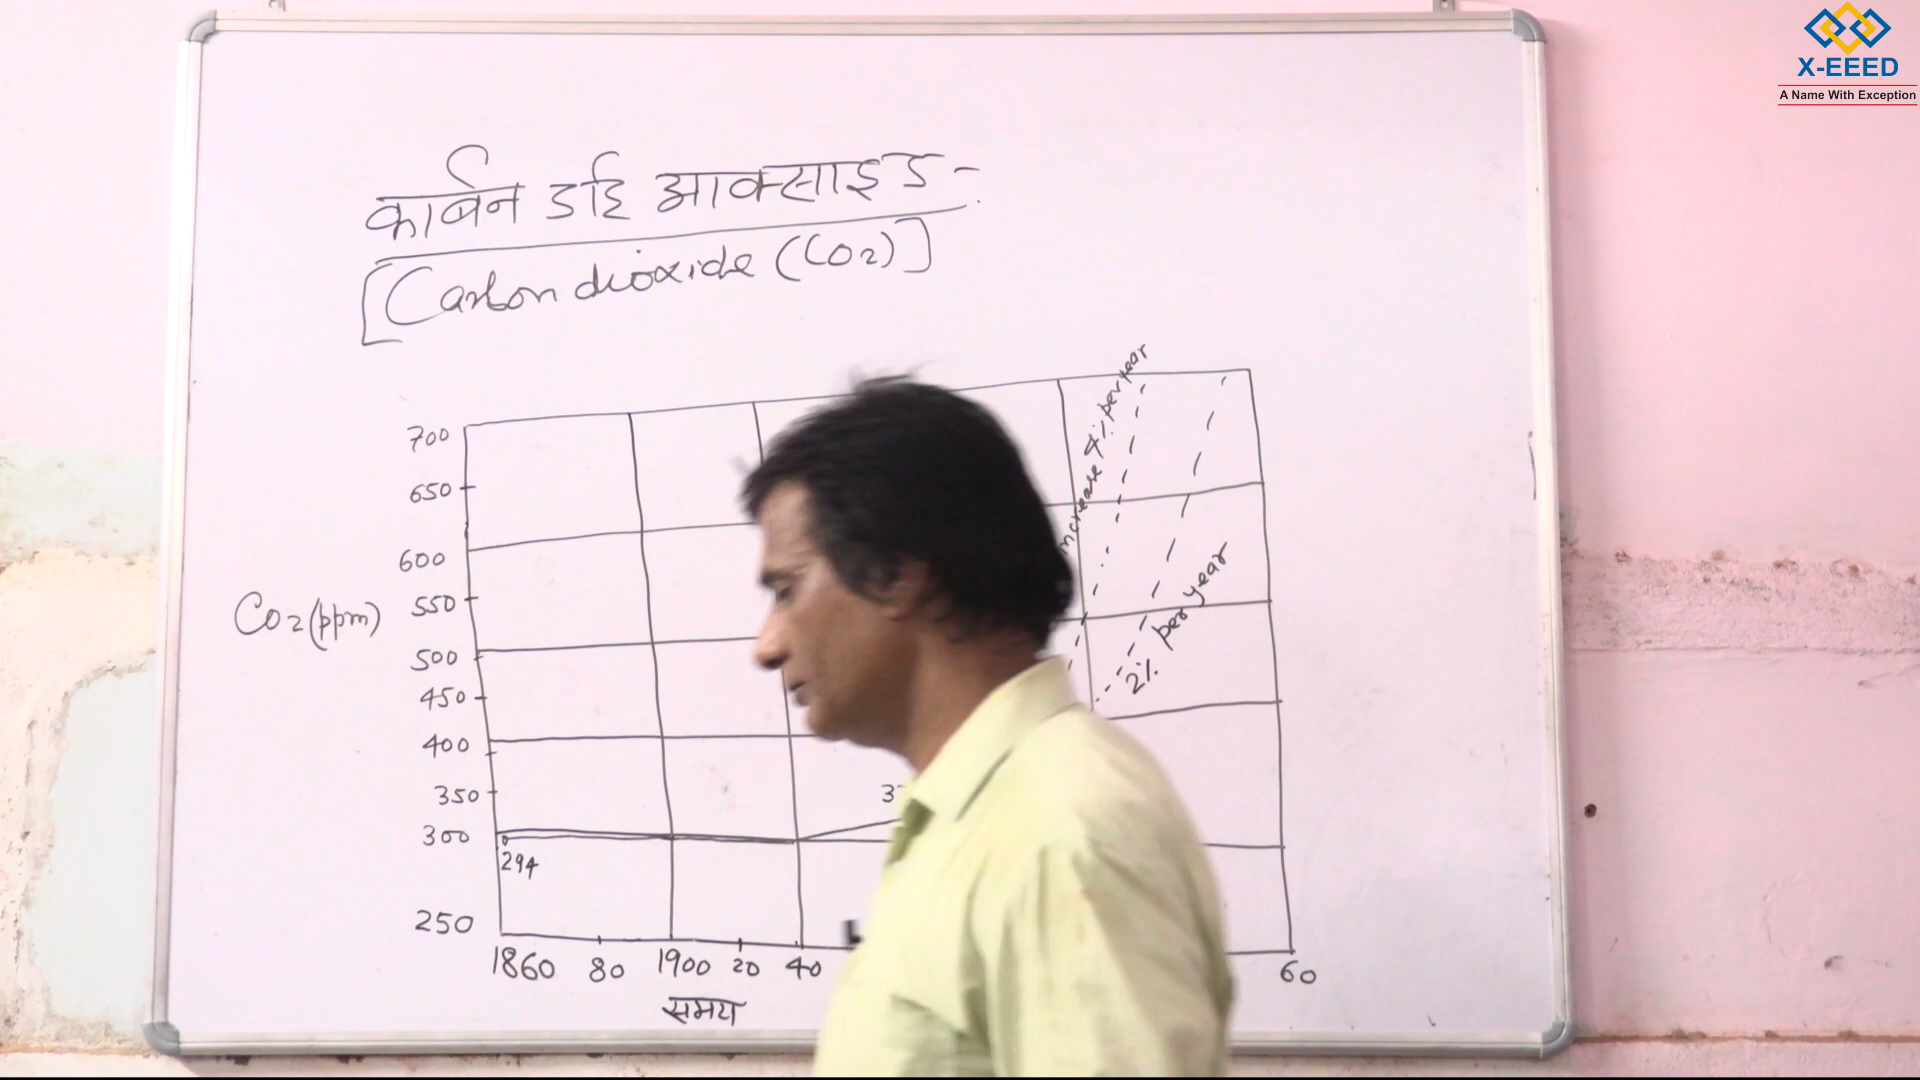 X-EEED
A Name With Exception
कार्बन डाई आक्साइड -
[Carbon dioxide (CO2)]
increase 4% per year
2% per year
CO2 (ppm)
700
650
600
550
500
450
400
350
300
250
294
1860 80 1900 20 40 60
समय